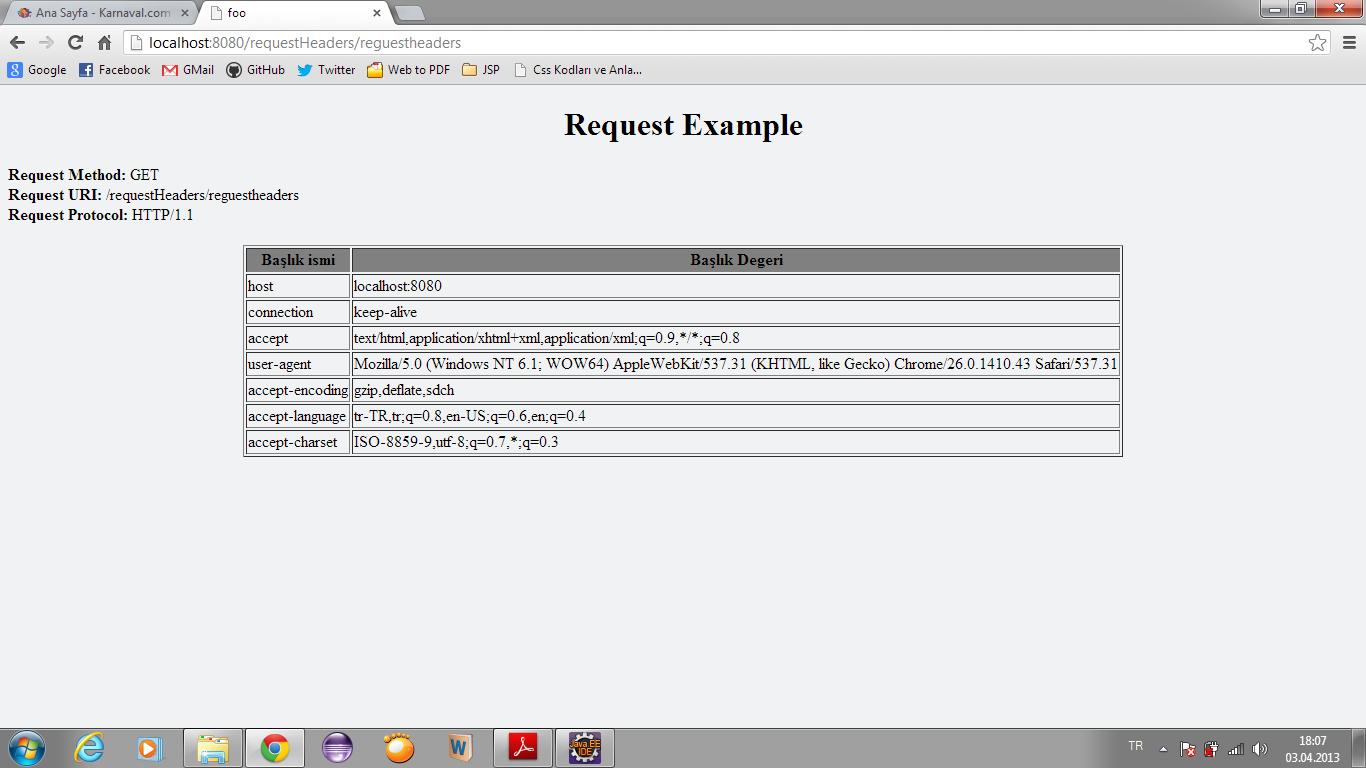 Ana Sayfa - Karnaval.com
foo
localhost:8080/requestHeaders/reguestheaders
Google Facebook GMail GitHub Twitter Web to PDF JSP Css Kodları ve Anla...
Request Example
Request Method: GET
Request URI: /requestHeaders/reguestheaders
Request Protocol: HTTP/1.1
Başlık ismi Başlık Degeri
host localhost:8080
connection keep-alive
accept text/html,application/xhtml+xml,application/xml;q=0.9,*/*;q=0.8
user-agent Mozilla/5.0 (Windows NT 6.1; WOW64) AppleWebKit/537.31 (KHTML, like Gecko) Chrome/26.0.1410.43 Safari/537.31
accept-encoding gzip,deflate,sdch
accept-language tr-TR,tr;q=0.8,en-US;q=0.6,en;q=0.4
accept-charset ISO-8859-9,utf-8;q=0.7,*;q=0.3
Java EE
IDE
TR
18:07
03.04.2013